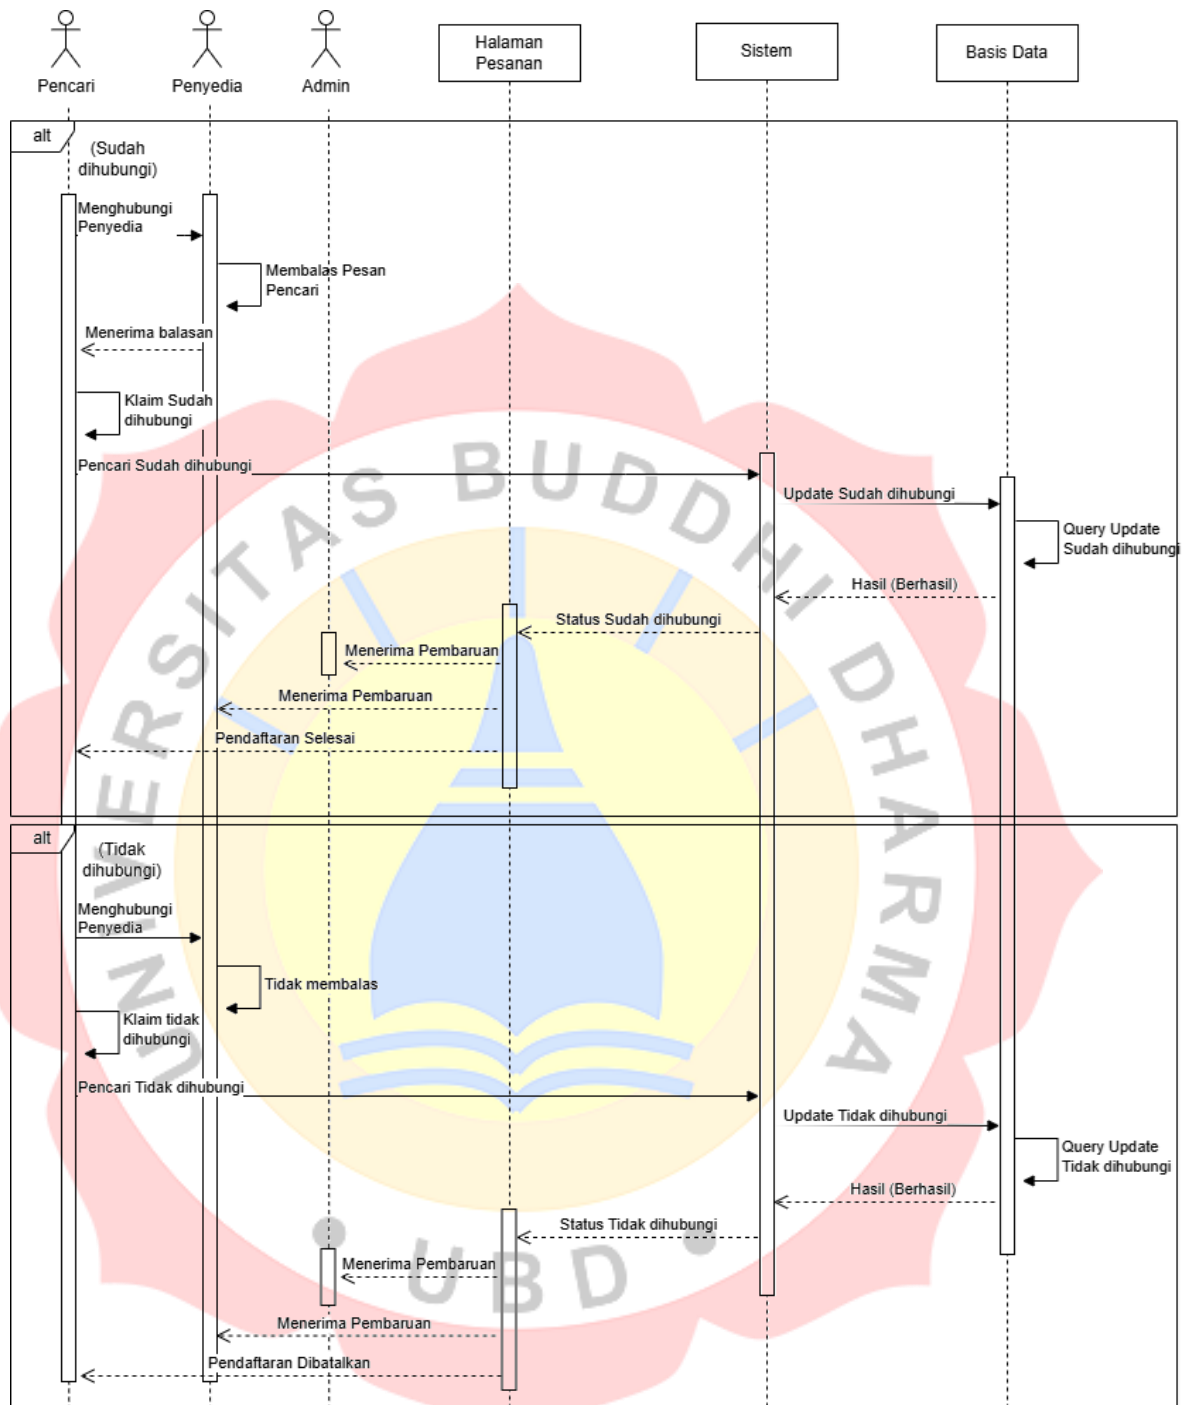 Pencari
Penyedia
Admin
Halaman
Pesanan
Sistem
Basis Data
alt
(Sudah
dihubungi)
Menghubungi
Penyedia
Membalas Pesan
Pencari
Menerima balasan
Klaim Sudah
dihubungi
Pencari Sudah dihubungi
Update Sudah dihubungi
Query Update
Sudah dihubungi
Hasil (Berhasil)
Status Sudah dihubungi
Menerima Pembaruan
Menerima Pembaruan
Pendaftaran Selesai
alt
(Tidak
dihubungi)
Menghubungi
Penyedia
Tidak membalas
Klaim tidak
dihubungi
Pencari Tidak dihubungi
Update Tidak dihubungi
Query Update
Tidak dihubungi
Hasil (Berhasil)
Status Tidak dihubungi
Menerima Pembaruan
Menerima Pembaruan
Pendaftaran Dibatalkan
UNIVERSITAS BUDDHI DHARMA
UBD